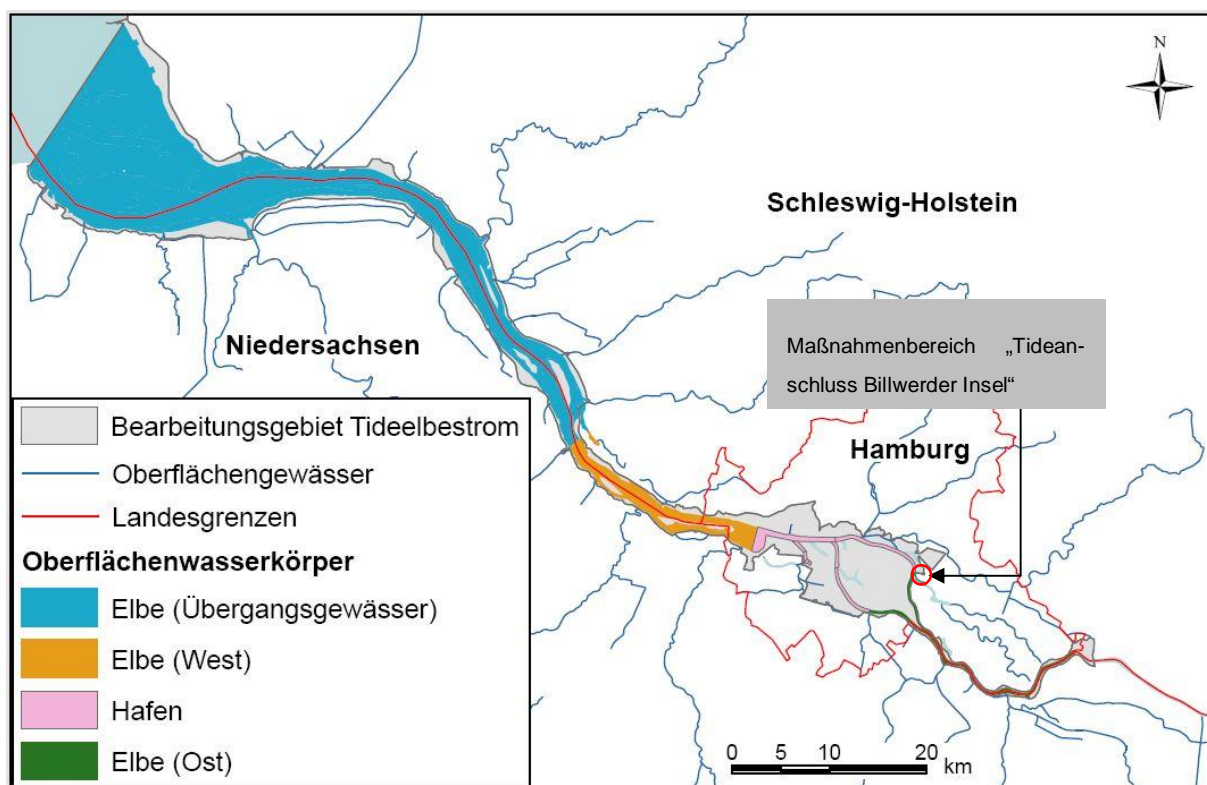 N
Schleswig-Holstein
Maßnahmenbereich „Tidean-
schluss Billwerder Insel“
Niedersachsen
Hamburg
Bearbeitungsgebiet Tideelbestrom
Oberflächengewässer
Landesgrenzen
Oberflächenwasserkörper
Elbe (Übergangsgewässer)
Elbe (West)
Hafen
Elbe (Ost)
0 5 10 20
km